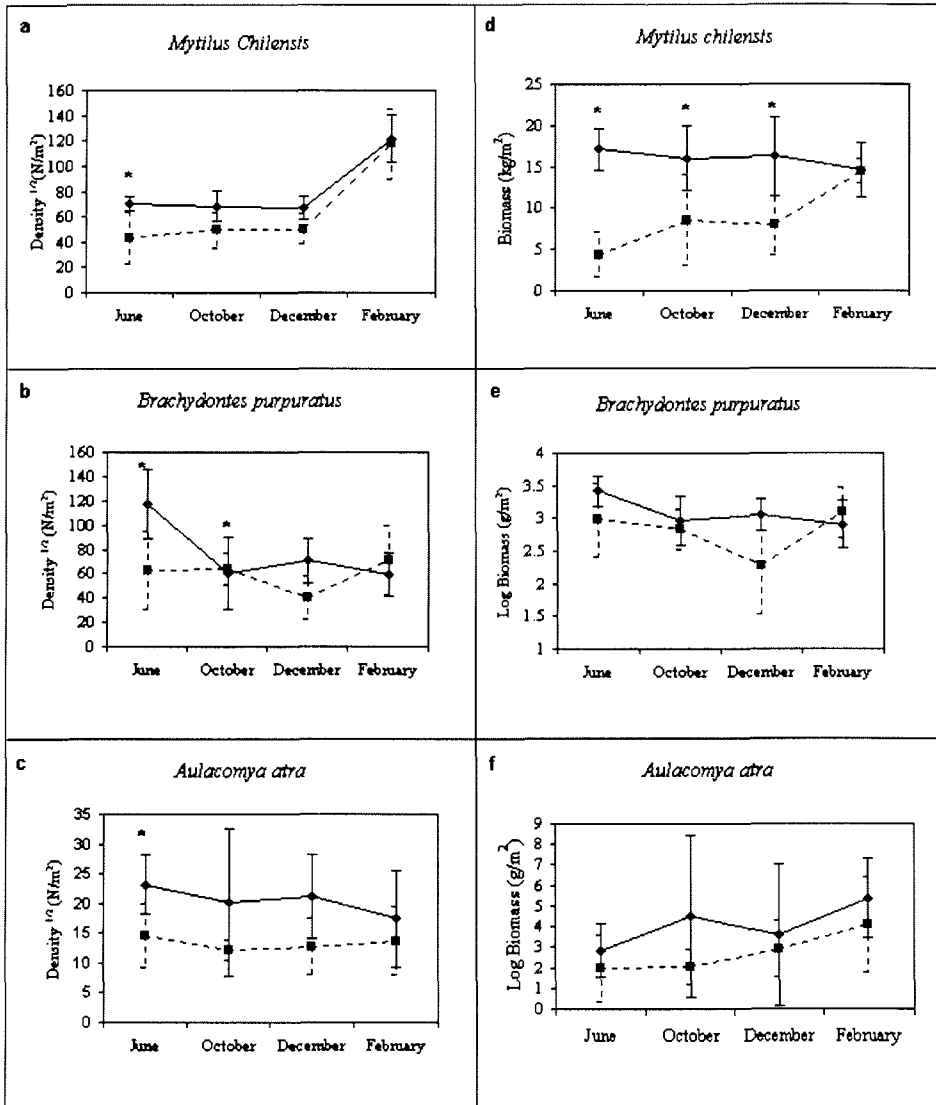 a
Mytilus Chilensis
Density ¹/²(N/m²)
160
140
120
100
80
60
40
20
0
*
June October December February
d
Mytilus chilensis
Biomass (kg/m²)
25
20
15
10
5
0
* * *
June October December February
b
Brachydontes purpuratus
Density ¹/² (N/m²)
160
140
120
100
80
60
40
20
0
* *
June October December February
e
Brachydontes purpuratus
Log Biomass (g/m²)
4
3.5
3
2.5
2
1.5
1
June October December February
c
Aulacomya atra
Density ¹/² (N/m²)
35
30
25
20
15
10
5
0
*
June October December February
f
Aulacomya atra
Log Biomass (g/m²)
9
8
7
6
5
4
3
2
1
0
June October December February